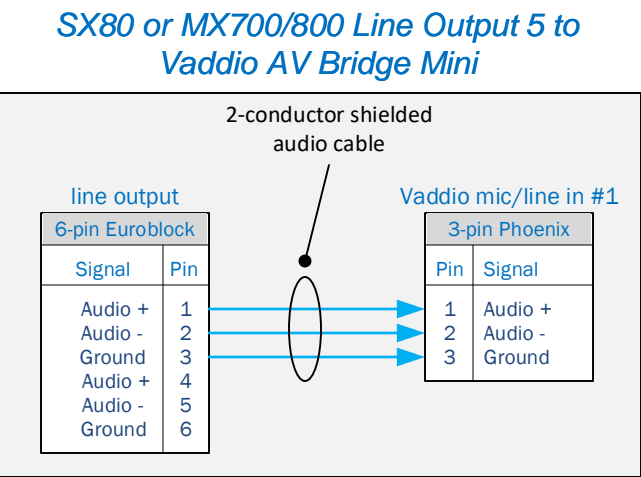 SX80 or MX700/800 Line Output 5 to
Vaddio AV Bridge Mini
2-conductor shielded
audio cable
line output
6-pin Euroblock
Signal Pin
Audio + 1
Audio - 2
Ground 3
Audio + 4
Audio - 5
Ground 6
Vaddio mic/line in #1
3-pin Phoenix
Pin Signal
1 Audio +
2 Audio -
3 Ground